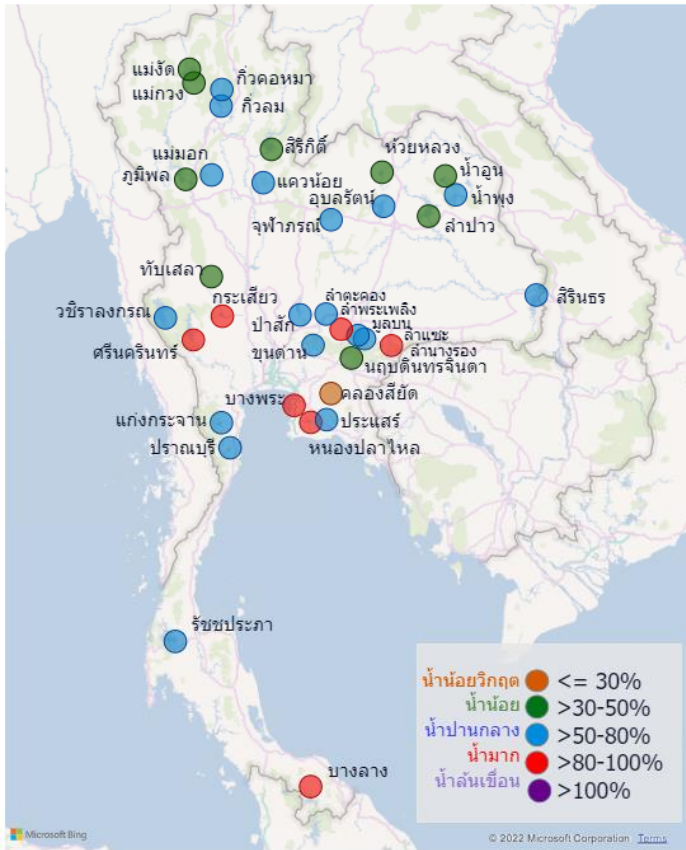 แม่งัด
แม่กวง
กิ่วคอหมา
กิ่วลม
สิริกิติ์
ห้วยหลวง
แม่มอก
ภูมิพล
แควน้อย
น้ำอูน
อุบลรัตน์
น้ำพุง
จุฬาภรณ์
ลำปาว
ทับเสลา
กระเสียว
วชิราลงกรณ
ศรีนครินทร์
ป่าสัก
ลำตะคอง
ลำพระเพลิง
มูลบน
ลำแชะ
ลำนางรอง
สิรินธร
ขุนด่าน
นฤบดินทรจินดา
คลองสียัด
บางพระ
ประแสร์
หนองปลาไหล
แก่งกระจาน
ปราณบุรี
รัชชประภา
บางลาง
น้ำน้อยวิกฤต <= 30%
น้ำน้อย >30-50%
น้ำปานกลาง >50-80%
น้ำมาก >80-100%
น้ำล้นเขื่อน >100%
Microsoft Bing
© 2022 Microsoft Corporation Terms